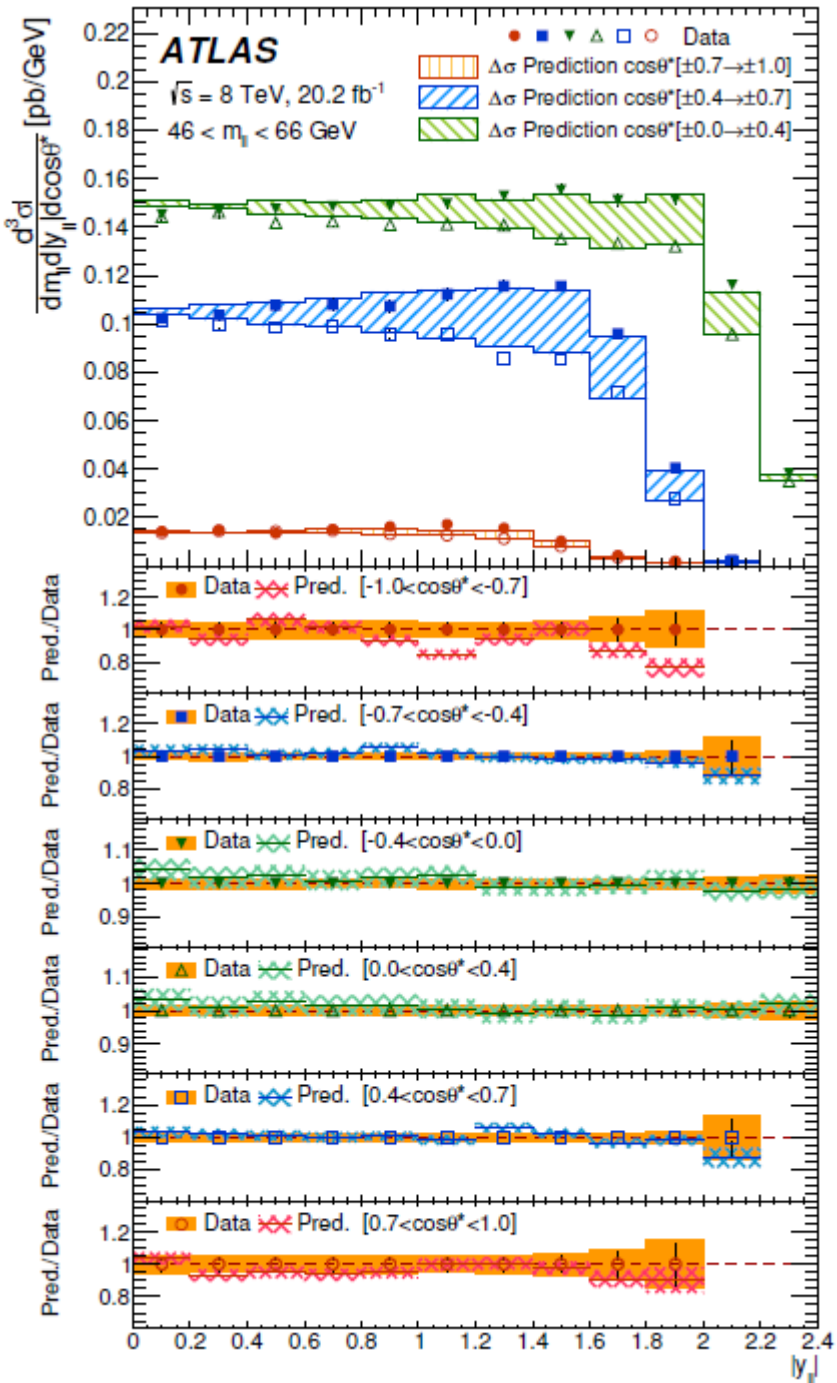 ATLAS
√s = 8 TeV, 20.2 fb⁻¹
46 < m_ll < 66 GeV
Data
Δσ Prediction cosθ*[±0.7→±1.0]
Δσ Prediction cosθ*[±0.4→±0.7]
Δσ Prediction cosθ*[±0.0→±0.4]
d³σ
dm_ll d|y_ll|dcosθ*
[pb/GeV]
0.22
0.2
0.18
0.16
0.14
0.12
0.1
0.08
0.06
0.04
0.02
Pred./Data
1.2
1
0.8
Data Pred. [-1.0<cosθ*<-0.7]
Pred./Data
1.2
1
0.8
Data Pred. [-0.7<cosθ*<-0.4]
Pred./Data
1.1
1
0.9
Data Pred. [-0.4<cosθ*<0.0]
Pred./Data
1.1
1
0.9
Data Pred. [0.0<cosθ*<0.4]
Pred./Data
1.2
1
0.8
Data Pred. [0.4<cosθ*<0.7]
Pred./Data
1.2
1
0.8
Data Pred. [0.7<cosθ*<1.0]
0 0.2 0.4 0.6 0.8 1 1.2 1.4 1.6 1.8 2 2.2 2.4
|y_ll|